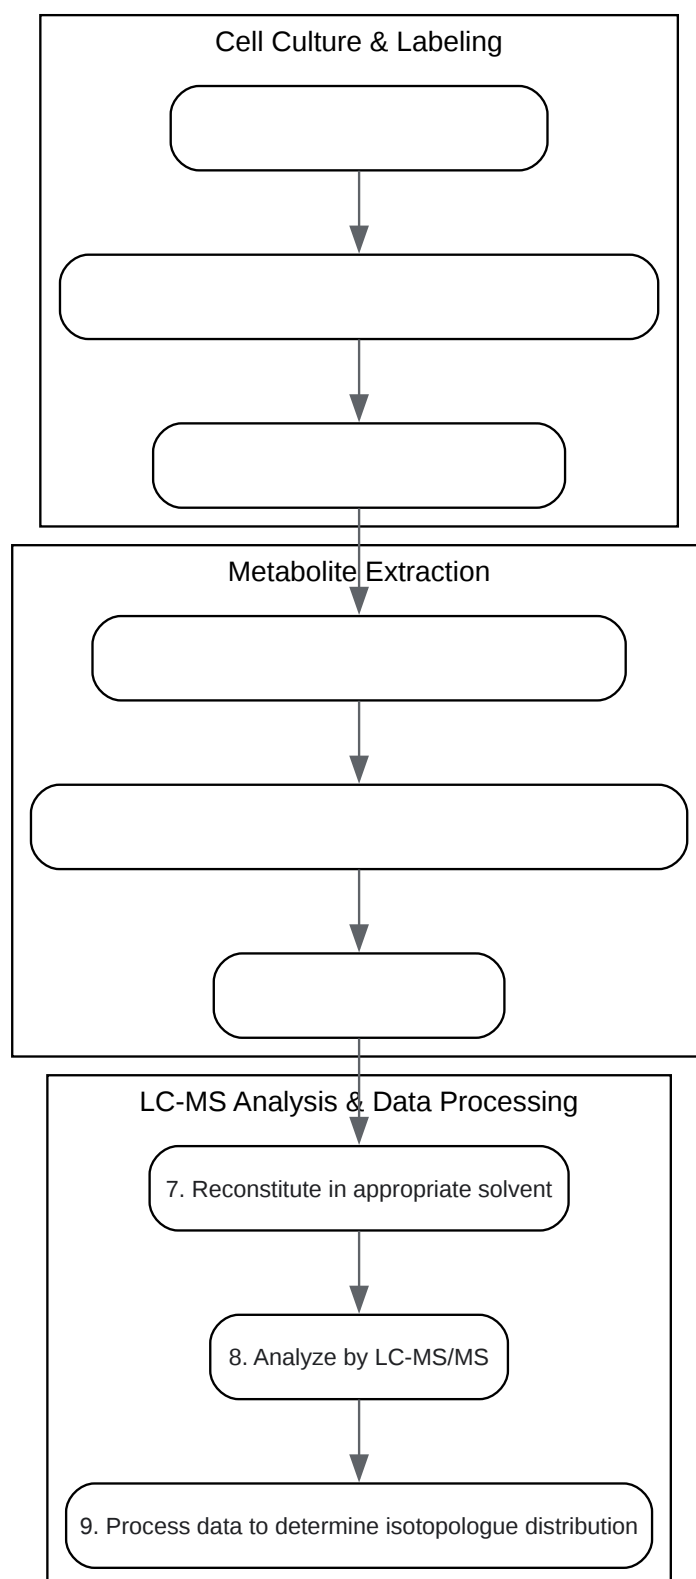 Cell Culture & Labeling
Metabolite Extraction
LC-MS Analysis & Data Processing
7. Reconstitute in appropriate solvent
8. Analyze by LC-MS/MS
9. Process data to determine isotopologue distribution